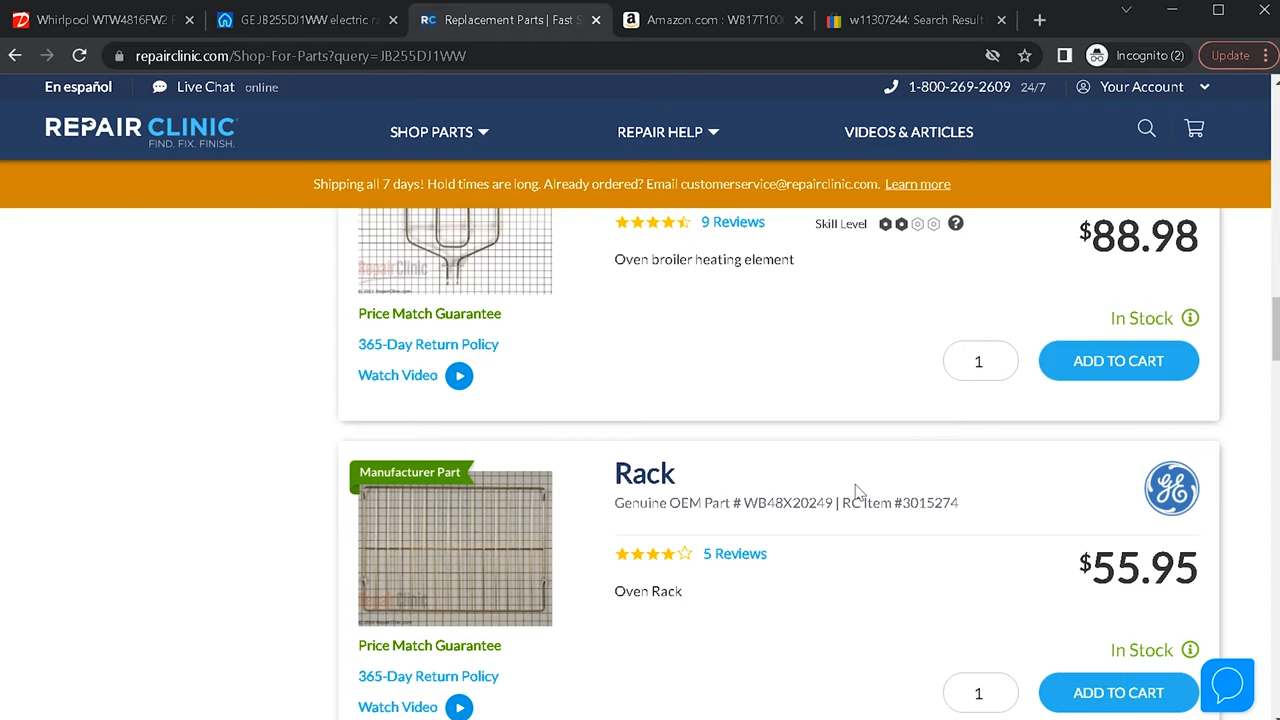 Whirlpool WTW4816FW2 P
GEJB255DJ1WW electric ra
RC Replacement Parts | Fast S
Amazon.com : WB17T100
w11307244: Search Result
repairclinic.com/Shop-For-Parts?query=JB255DJ1WW
Incognito (2)
Update
En español
Live Chat online
1-800-269-2609 24/7
Your Account
REPAIR CLINIC
FIND. FIX. FINISH.
SHOP PARTS
REPAIR HELP
VIDEOS & ARTICLES
Shipping all 7 days! Hold times are long. Already ordered? Email customerservice@repairclinic.com. Learn more
9 Reviews
Skill Level
$88.98
Oven broiler heating element
RepairClinic
Price Match Guarantee
In Stock
365-Day Return Policy
1
ADD TO CART
Watch Video
Manufacturer Part
Rack
Genuine OEM Part # WB48X20249 | RC Item #3015274
GE
5 Reviews
$55.95
Oven Rack
RepairClinic
Price Match Guarantee
In Stock
365-Day Return Policy
1
ADD TO CART
Watch Video